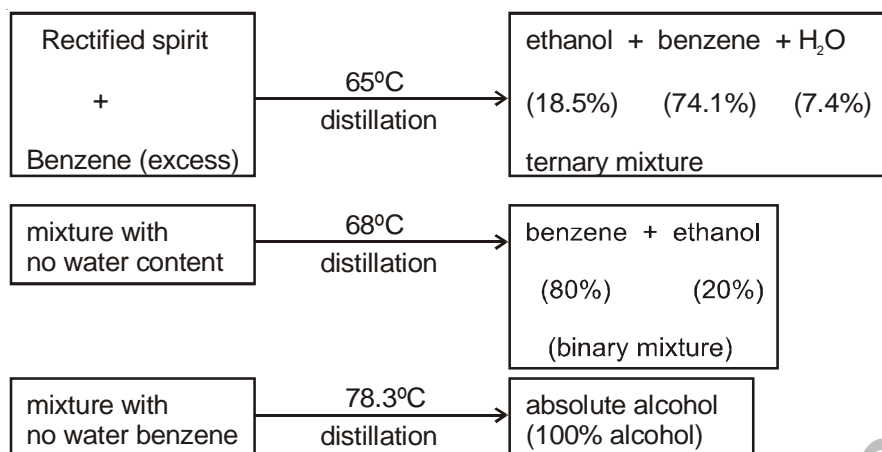 Rectified spirit
+
Benzene (excess)
65ºC
distillation
ethanol + benzene + H₂O
(18.5%) (74.1%) (7.4%)
ternary mixture
mixture with
no water content
68ºC
distillation
benzene + ethanol
(80%) (20%)
(binary mixture)
mixture with
no water benzene
78.3ºC
distillation
absolute alcohol
(100% alcohol)